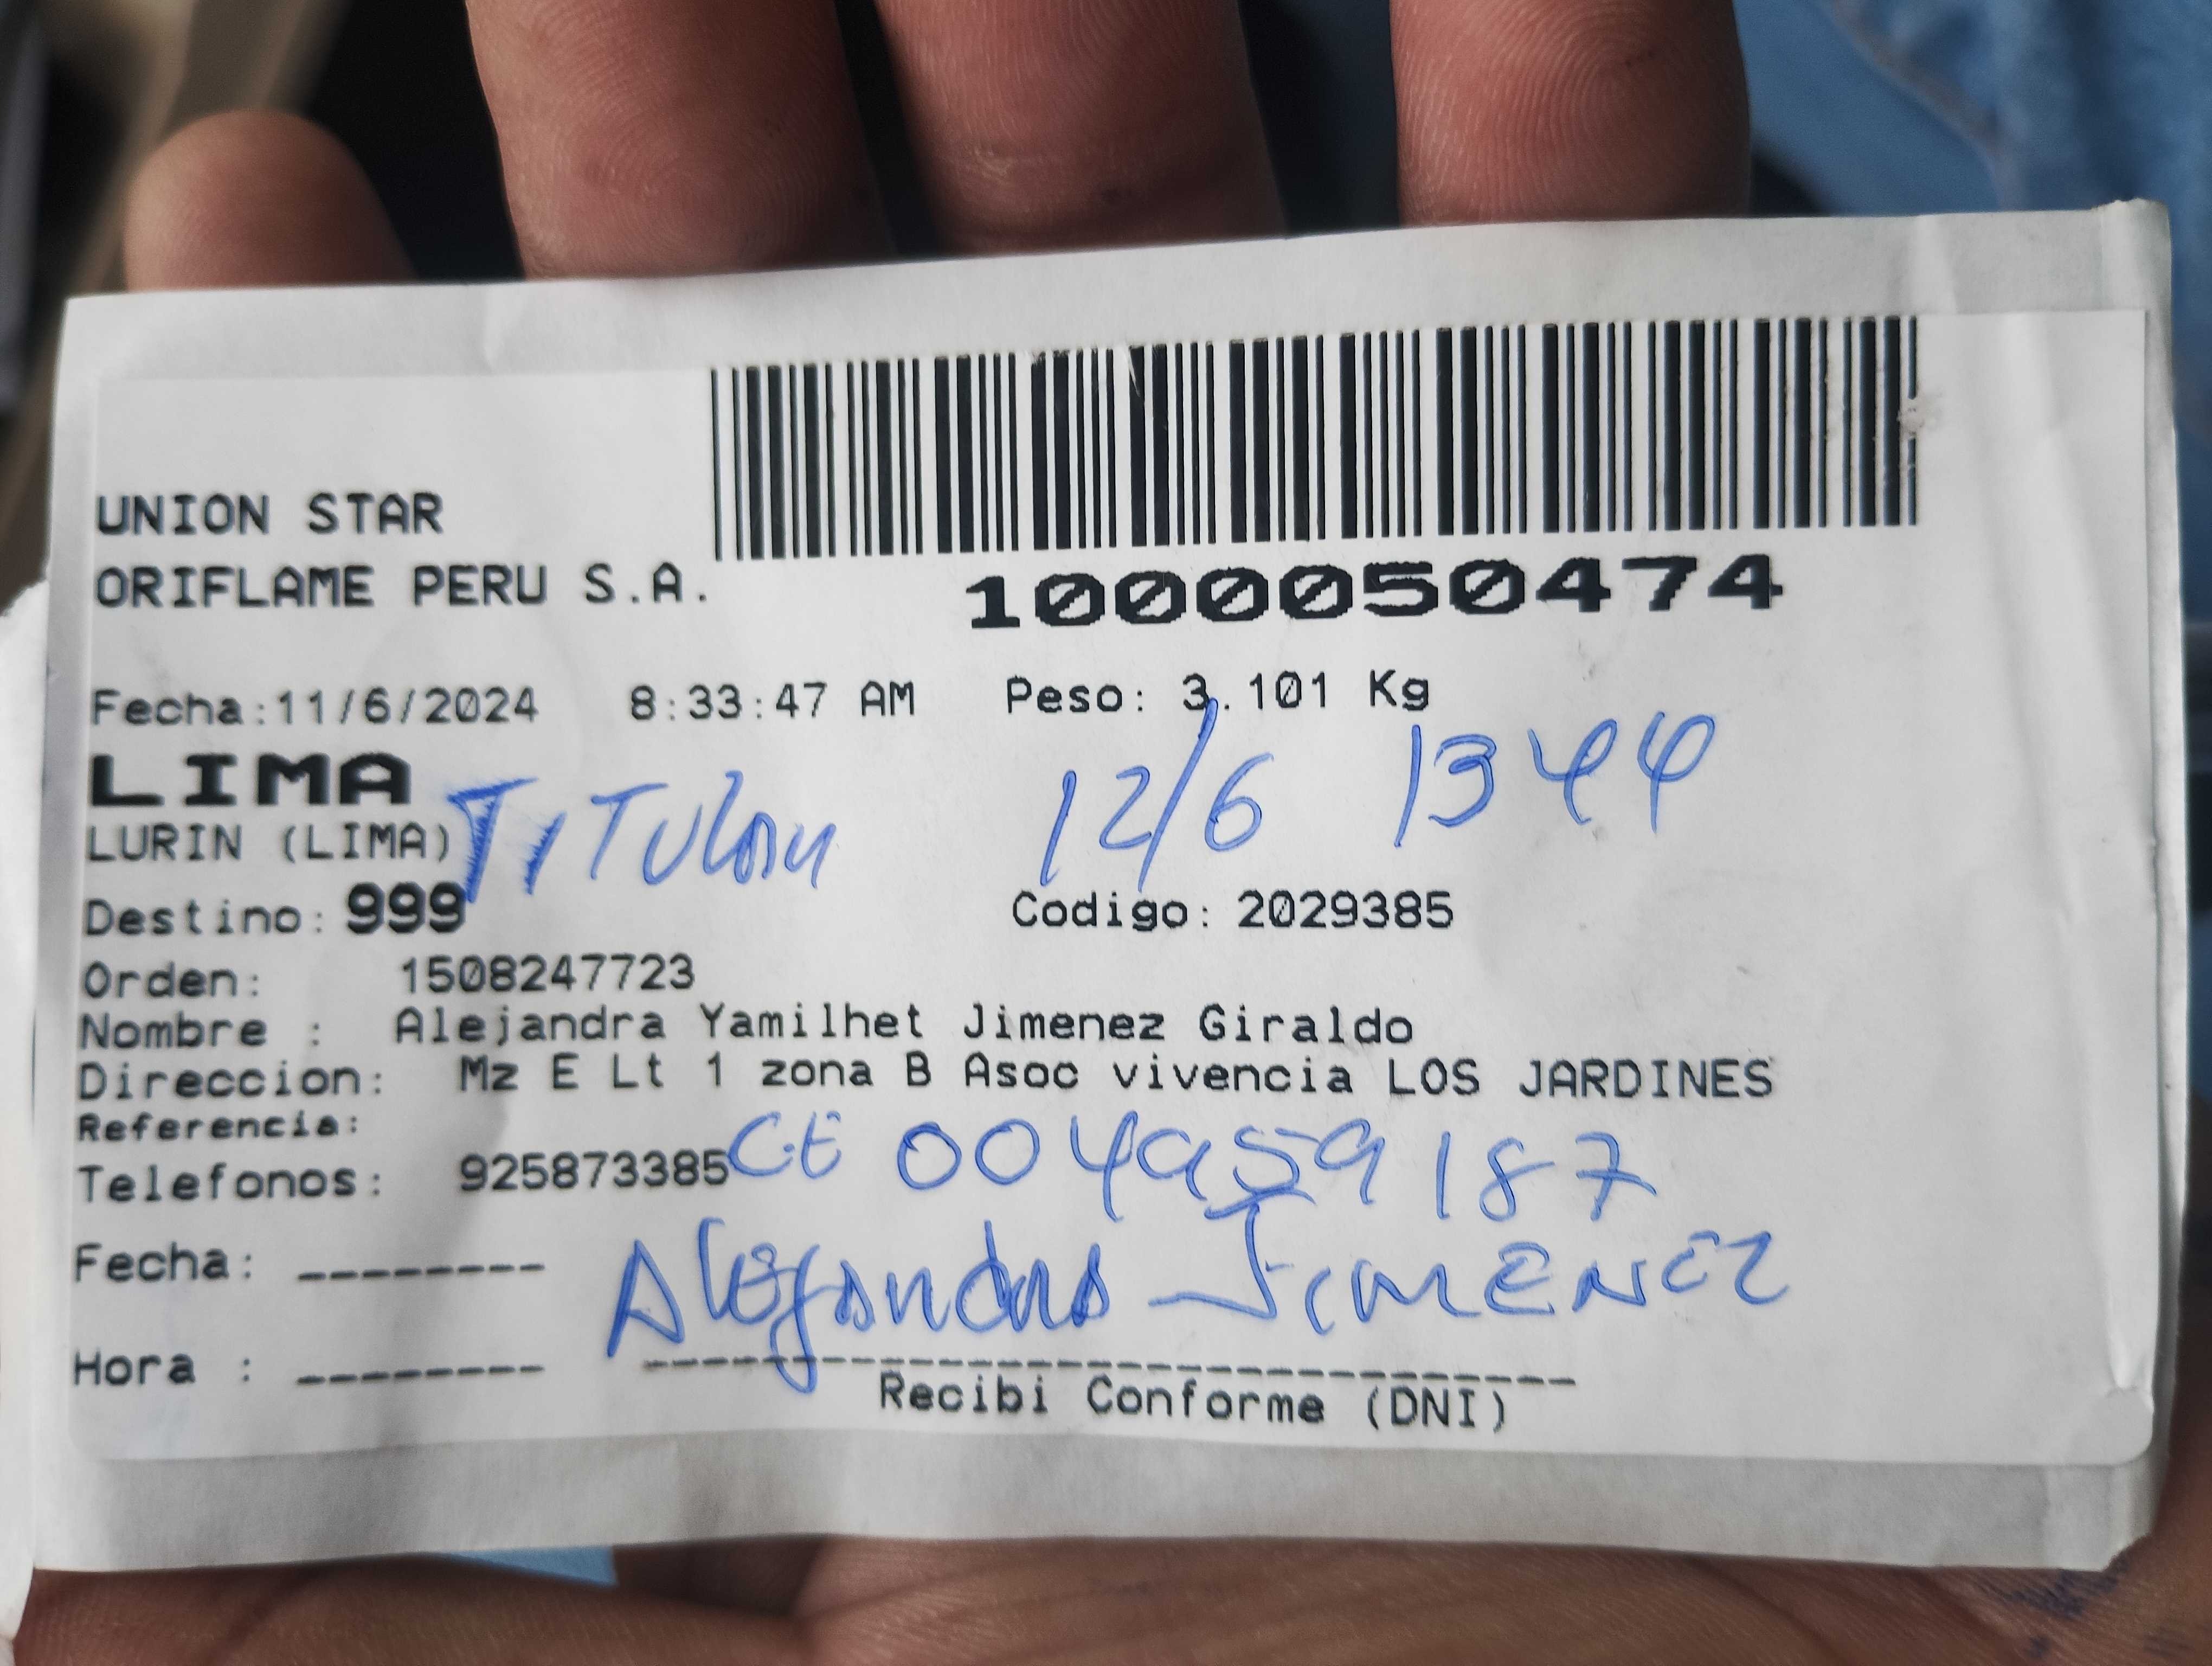 UNION STAR
ORIFLAME PERU S.A.
1000050474
Fecha:11/6/2024 8:33:47 AM Peso: 3.101 Kg
LIMA
TITULAR 12/6 1344
LURIN (LIMA)
Destino: 999 Codigo: 2029385
Orden: 1508247723
Nombre : Alejandra Yamilhet Jimenez Giraldo
Direccion: Mz E Lt 1 zona B Asoc vivencia LOS JARDINES
Referencia:
Telefonos: 925873385 CE 004959187
Fecha: --------
Alejandra JIMENEZ
Hora : --------
Recibi Conforme (DNI)